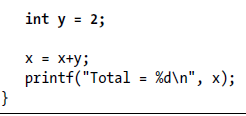 int y = 2;
x = x+y;
printf("Total = %d\n", x);
}